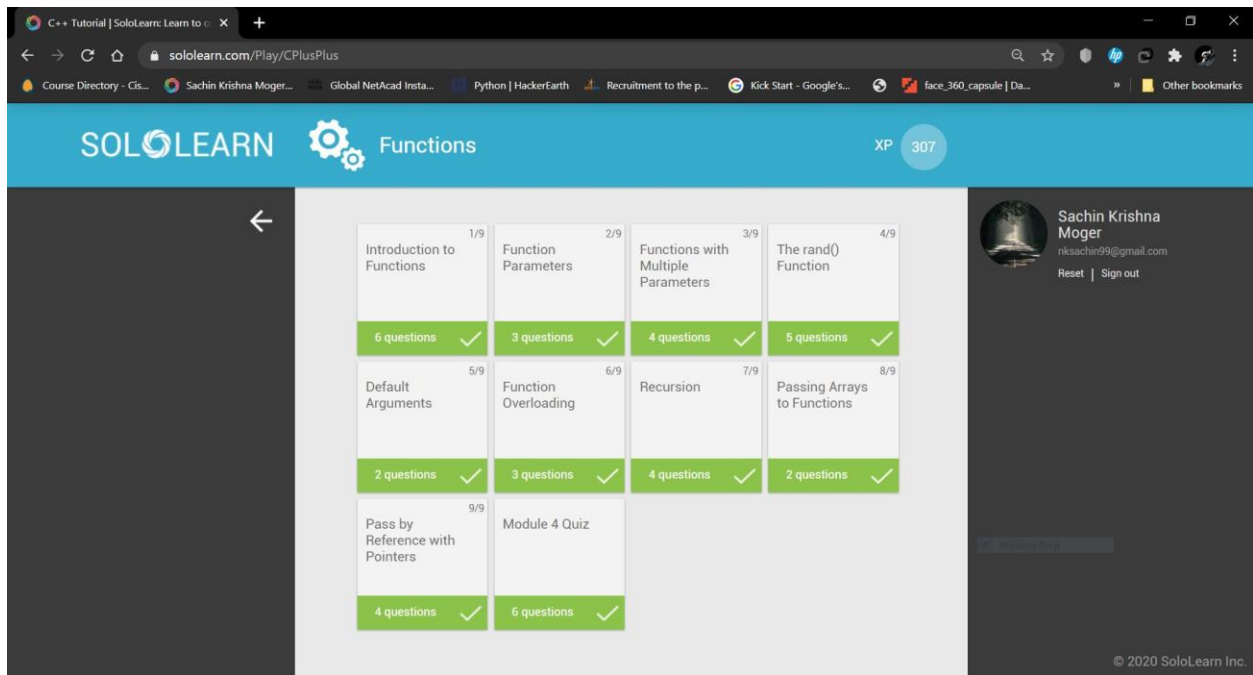 C++ Tutorial | SoloLearn: Learn to c
sololearn.com/Play/CPlusPlus
Course Directory - Cis... Sachin Krishna Moger... Global NetAcad Insta... Python | HackerEarth Recruitment to the p... Kick Start - Google's... face_360_capsule | Da... » Other bookmarks
SOLOLEARN Functions XP 307
Sachin Krishna
Moger
nksachin99@gmail.com
Reset | Sign out
1/9 2/9 3/9 4/9
Introduction to Function Functions with The rand()
Functions Parameters Multiple Function
Parameters
6 questions 3 questions 4 questions 5 questions
5/9 6/9 7/9 8/9
Default Function Recursion Passing Arrays
Arguments Overloading to Functions
2 questions 3 questions 4 questions 2 questions
9/9
Pass by Module 4 Quiz
Reference with
Pointers
4 questions 6 questions
© 2020 SoloLearn Inc.